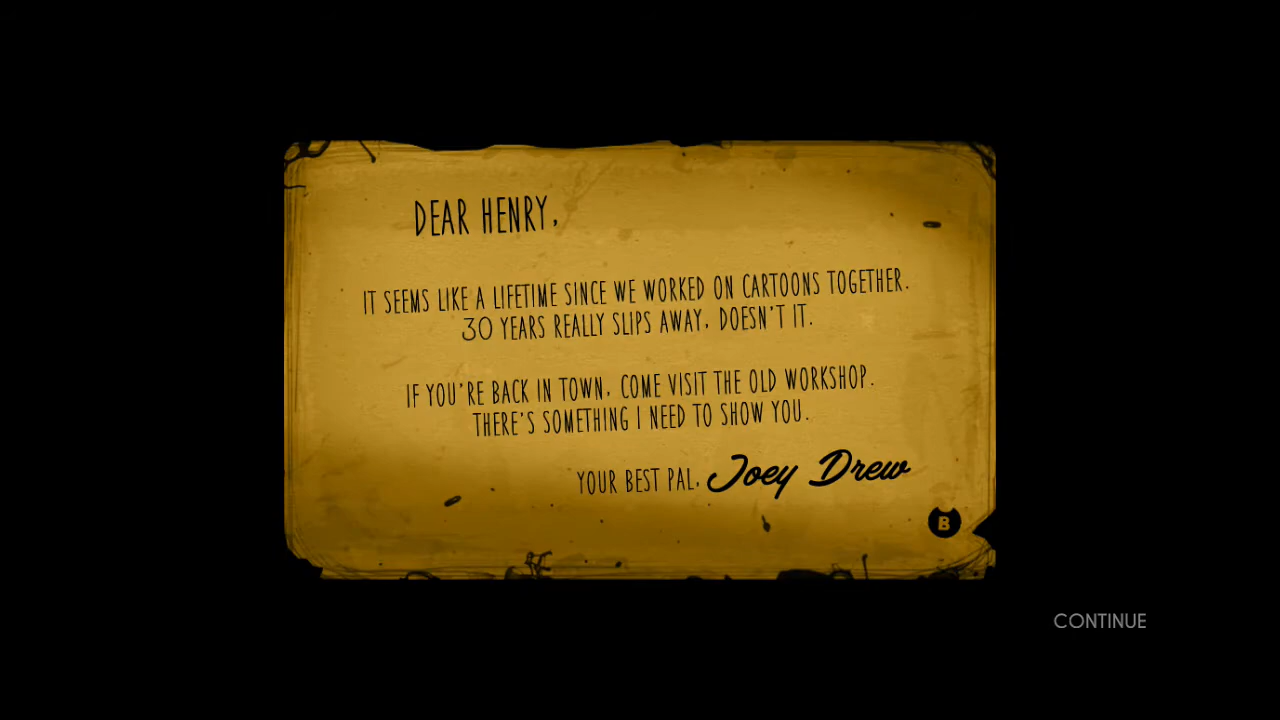 DEAR HENRY,
IT SEEMS LIKE A LIFETIME SINCE WE WORKED ON CARTOONS TOGETHER.
30 YEARS REALLY SLIPS AWAY, DOESN'T IT.
IF YOU'RE BACK IN TOWN, COME VISIT THE OLD WORKSHOP.
THERE'S SOMETHING I NEED TO SHOW YOU.
YOUR BEST PAL, Joey Drew
B
CONTINUE